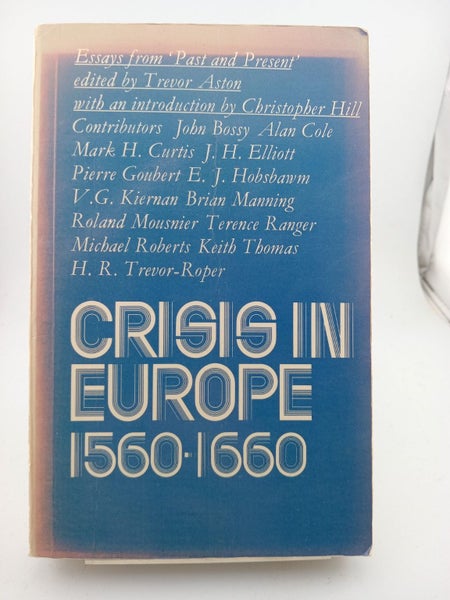 Essays from 'Past and Present'
edited by Trevor Aston
with an introduction by Christopher Hill
Contributors John Bossy Alan Cole
Mark H. Curtis J. H. Elliott
Pierre Goubert E. J. Hobsbawm
V.G. Kiernan Brian Manning
Roland Mousnier Terence Ranger
Michael Roberts Keith Thomas
H. R. Trevor-Roper
CRISIS IN
EUROPE
1560-1660